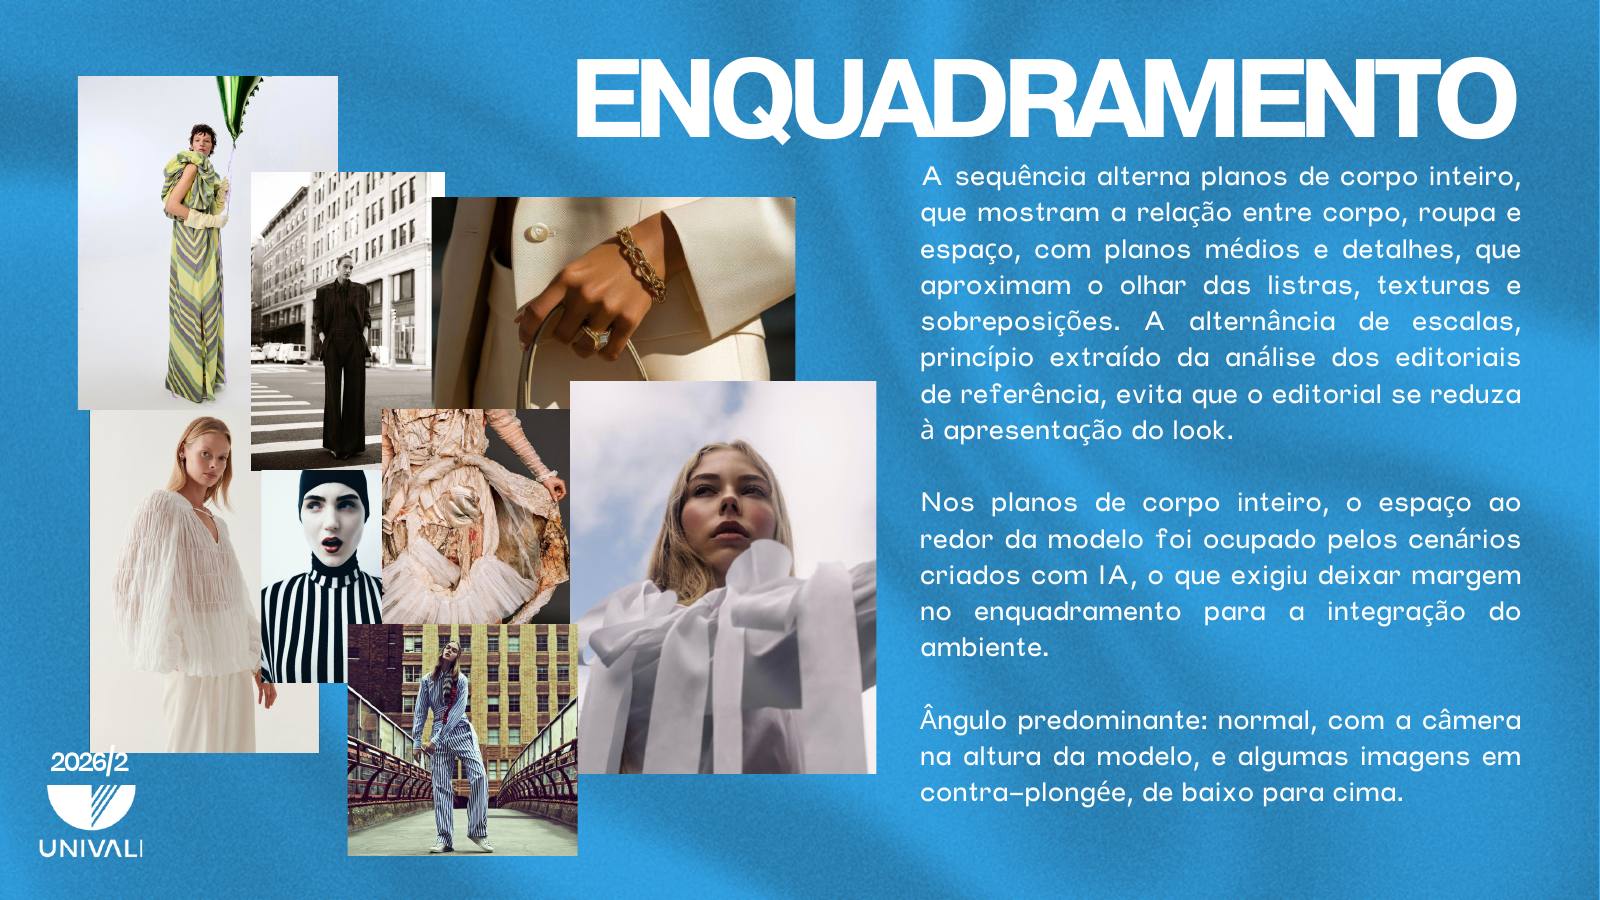 ENQUADRAMENTO
A sequência alterna planos de corpo inteiro,
que mostram a relação entre corpo, roupa e
espaço, com planos médios e detalhes, que
aproximam o olhar das listras, texturas e
sobreposições. A alternância de escalas,
princípio extraído da análise dos editoriais
de referência, evita que o editorial se reduza
à apresentação do look.
Nos planos de corpo inteiro, o espaço ao
redor da modelo foi ocupado pelos cenários
criados com IA, o que exigiu deixar margem
no enquadramento para a integração do
ambiente.
Ângulo predominante: normal, com a câmera
na altura da modelo, e algumas imagens em
contra-plongée, de baixo para cima.
2026/2
UNIVALI